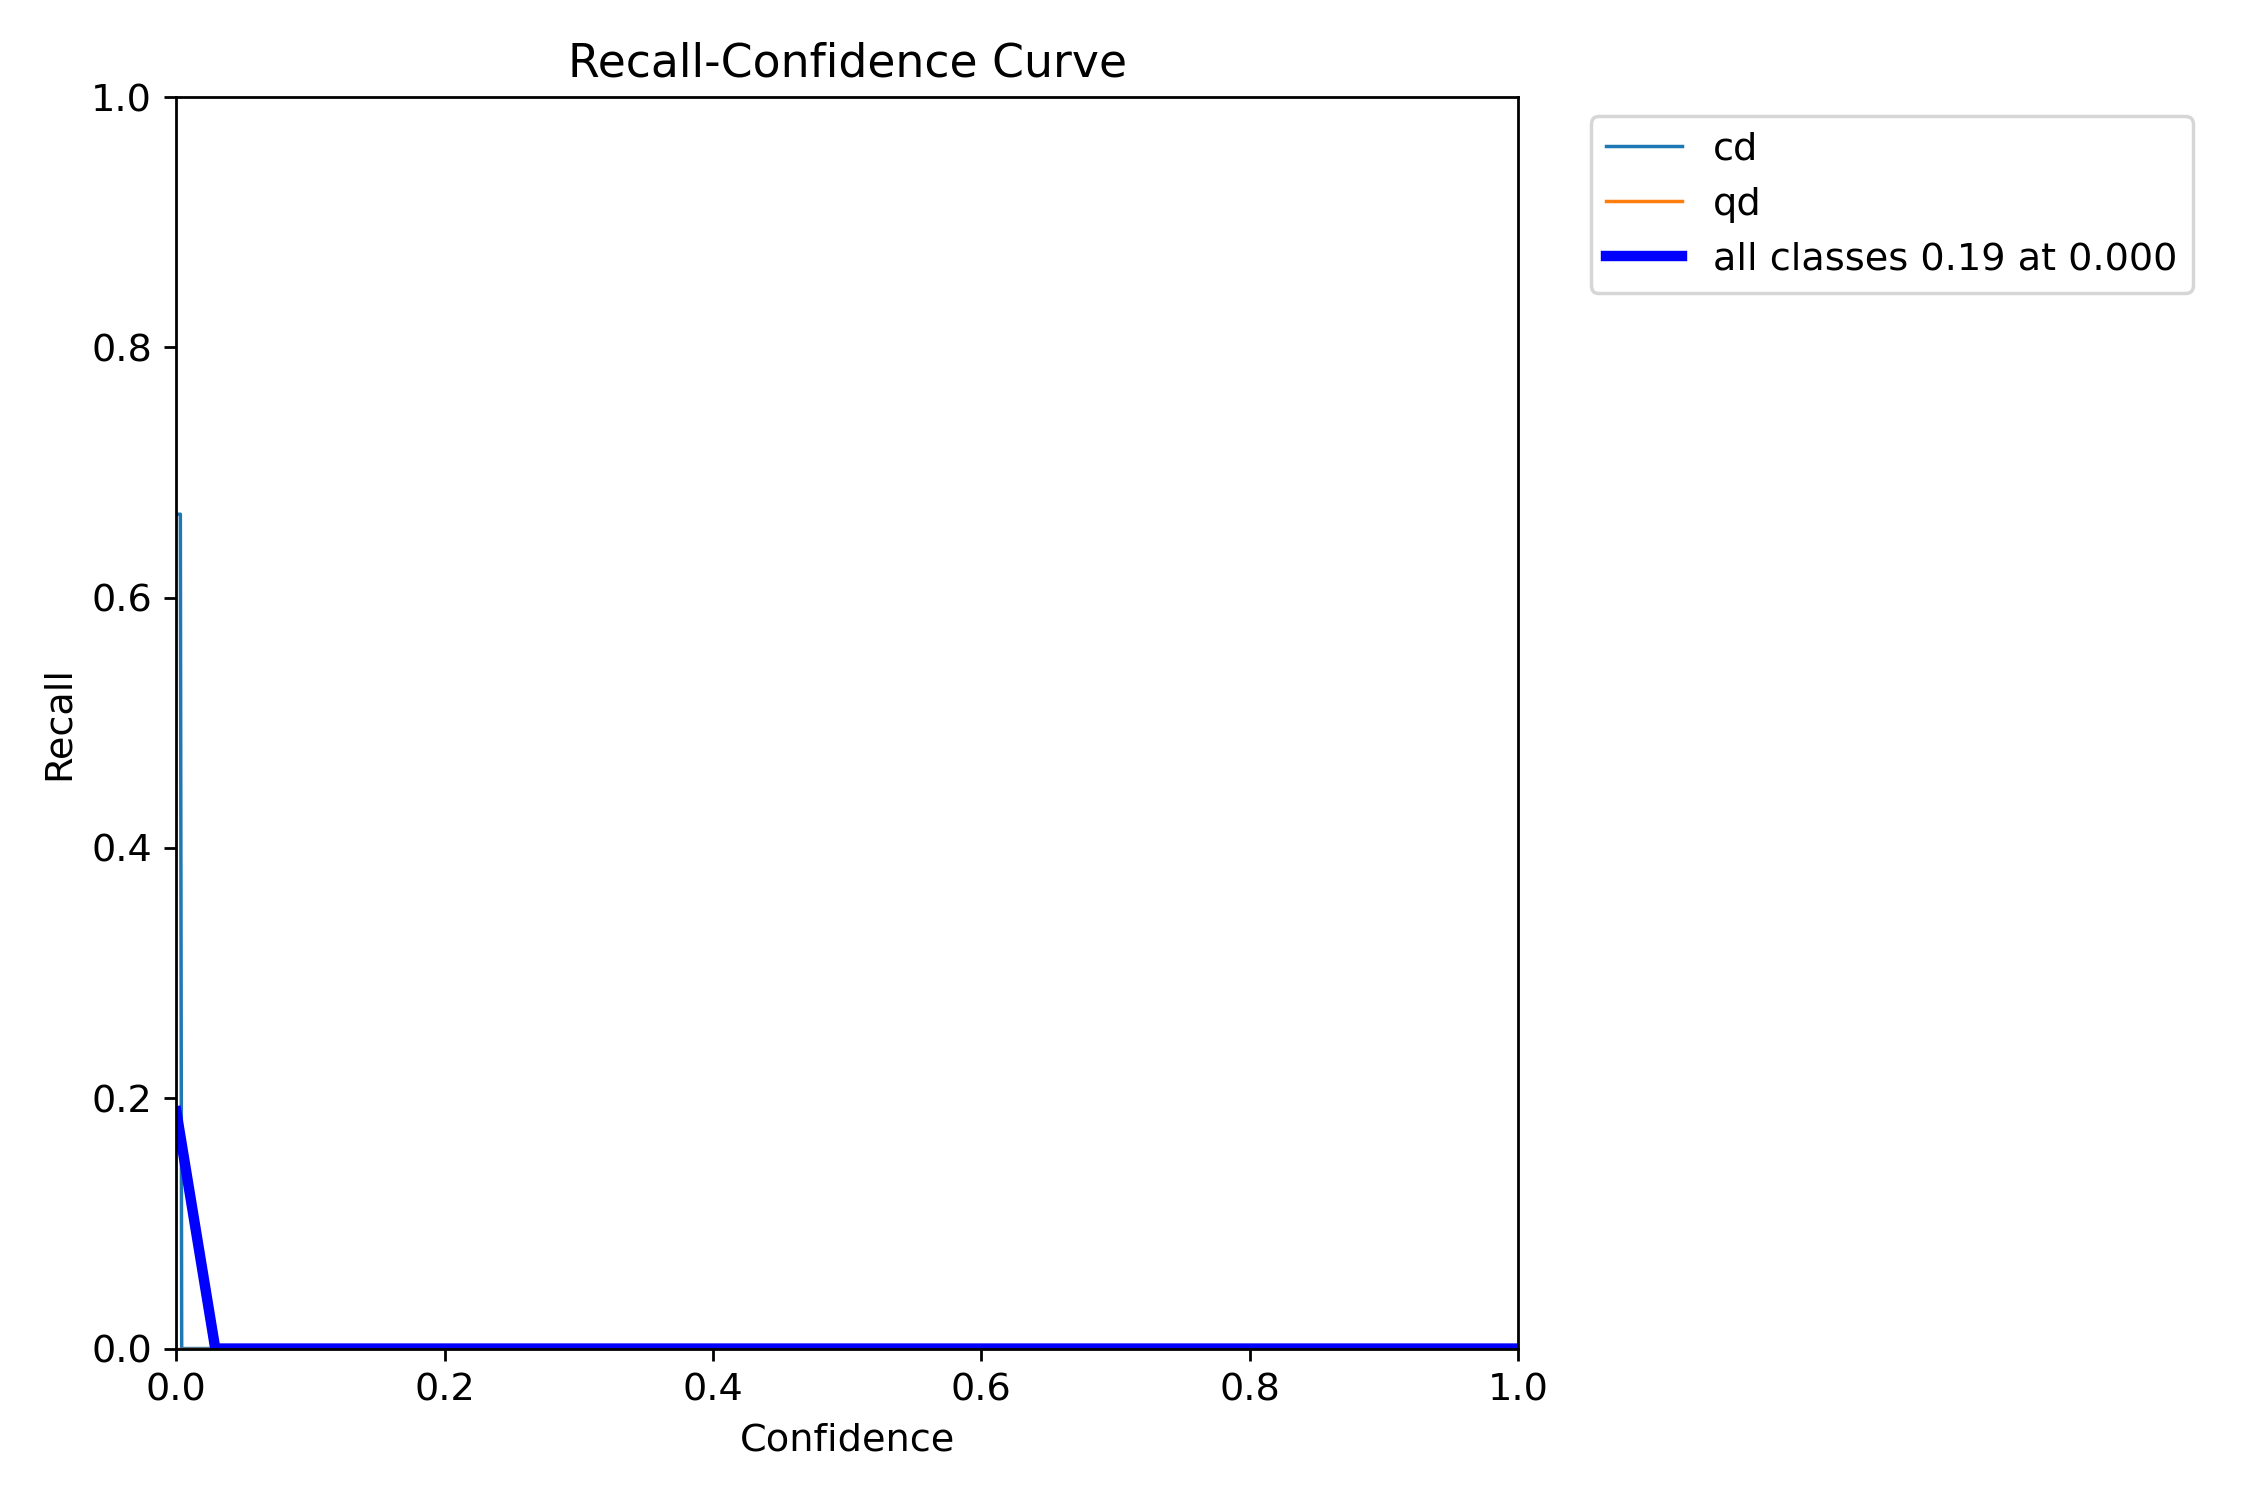 Recall-Confidence Curve
1.0
0.8
0.6
0.4
0.2
0.0
Recall
0.0 0.2 0.4 0.6 0.8 1.0
Confidence
cd
qd
all classes 0.19 at 0.000